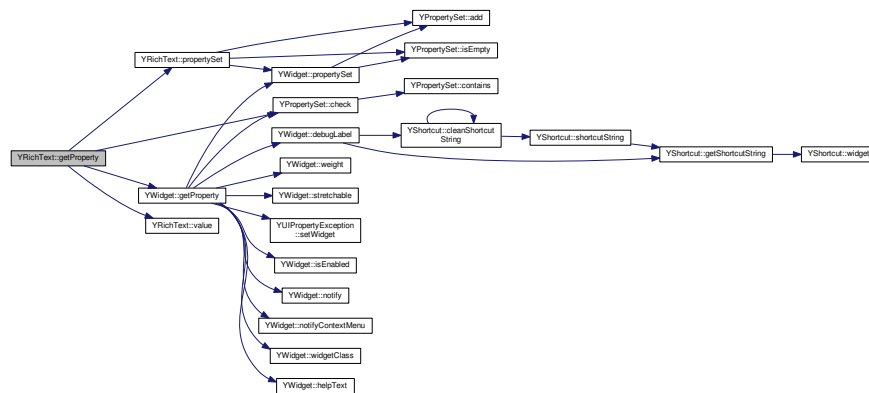 YPropertySet::add
YRichText::propertySet
YPropertySet::isEmpty
YWidget::propertySet
YPropertySet::contains
YPropertySet::check
YWidget::debugLabel
YShortcut::cleanShortcut
String
YShortcut::shortcutString
YShortcut::getShortcutString
YShortcut::widget
YRichText::getProperty
YWidget::weight
YWidget::getProperty
YWidget::stretchable
YRichText::value
YUIPropertyException
::setWidget
YWidget::isEnabled
YWidget::notify
YWidget::notifyContextMenu
YWidget::widgetClass
YWidget::helpText